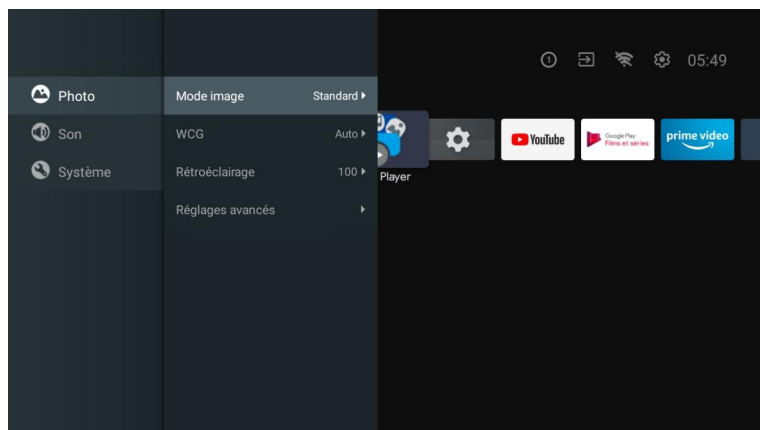 05:49
Photo
Mode image Standard
Son
WCG Auto
Système
Rétroéclairage 100
Réglages avancés
Player
YouTube
Google Play
Films et séries
prime video